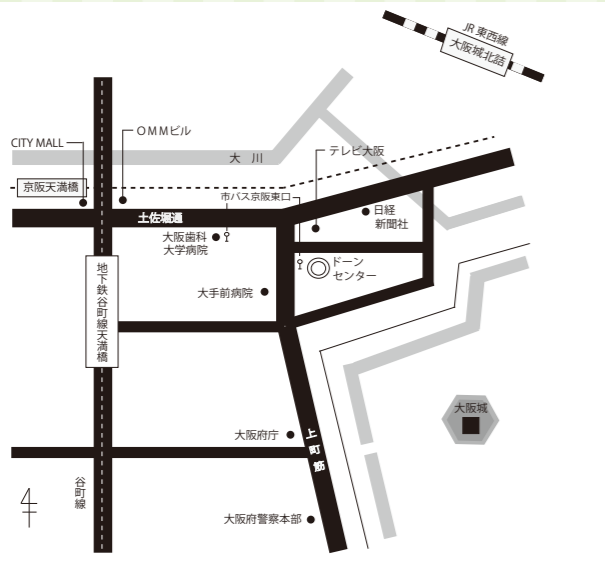 JR 東西線
大阪城北詰
CITY MALL
OMMビル
大 川
テレビ大阪
京阪天満橋
市バス京阪東口
土佐堀通
日経
新聞社
大阪歯科
大学病院
ドーン
センター
地下鉄谷町線天満橋
大手前病院
大阪城
大阪府庁
上町筋
谷町線
大阪府警察本部